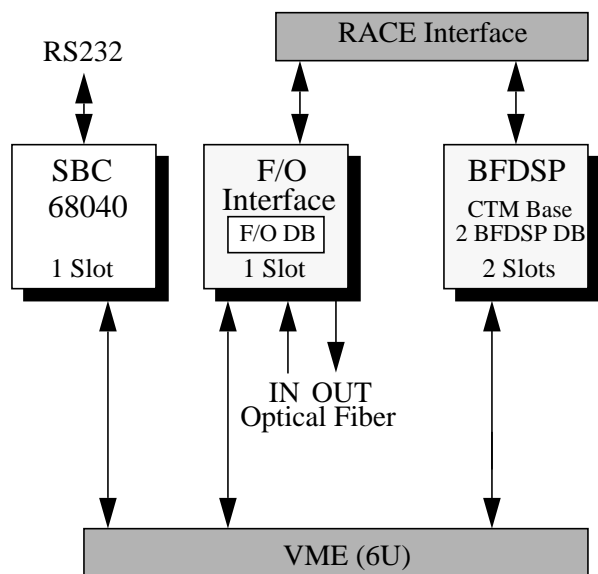 RACE Interface
RS232
SBC
68040
1 Slot
F/O
Interface
F/O DB
1 Slot
BFDSP
CTM Base
2 BFDSP DB
2 Slots
IN OUT
Optical Fiber
VME (6U)